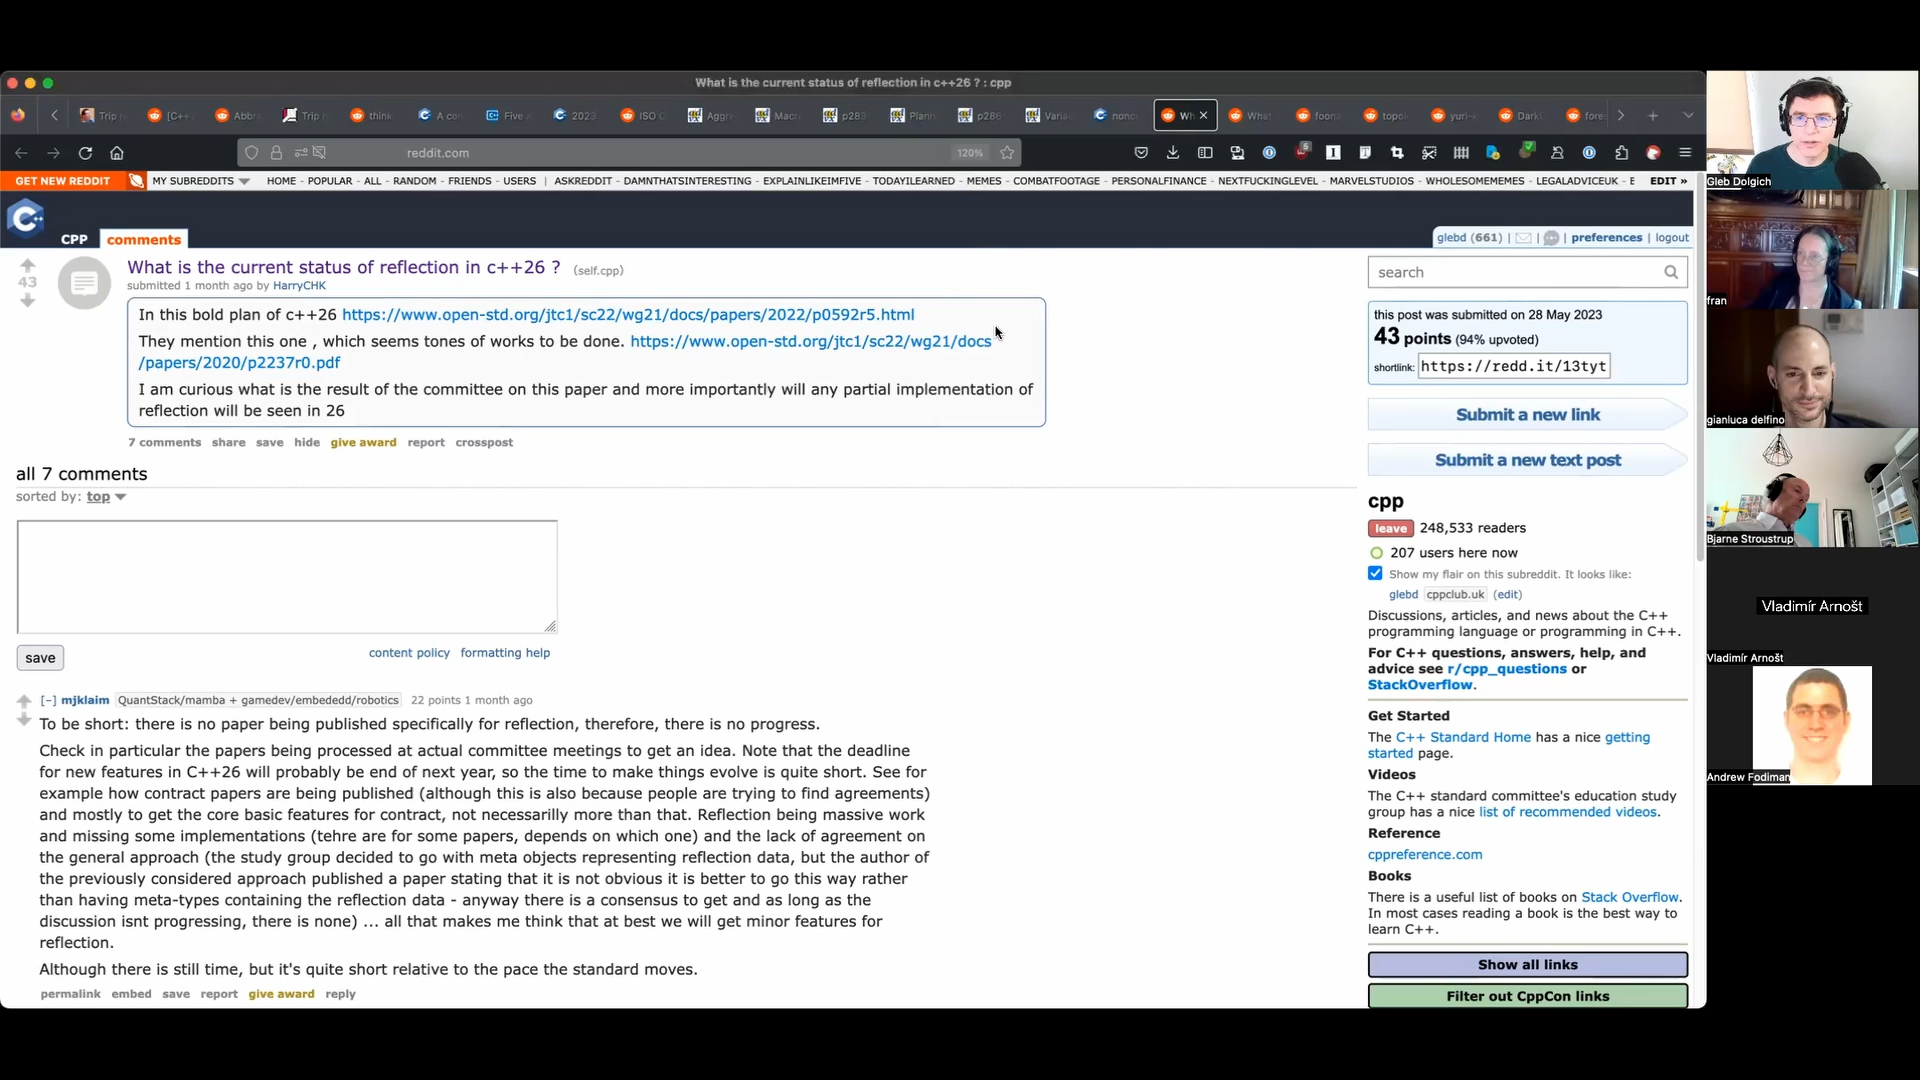 What is the current status of reflection in c++26 ? : cpp
Trip
[C++
Abbr
Trip r
think
A co
Five
2023
ISO C
Aggr
Macr
p283
Plann
p286
Varia
nonc
Wh
What
foona
topol
yuri-k
Dark
fore
reddit.com
120%
GET NEW REDDIT
MY SUBREDDITS
HOME - POPULAR - ALL - RANDOM - FRIENDS - USERS | ASKREDDIT - DAMNTHATSINTERESTING - EXPLAINLIKEIMFIVE - TODAYILEARNED - MEMES - COMBATFOOTAGE - PERSONALFINANCE - NEXTFUCKINGLEVEL - MARVELSTUDIOS - WHOLESOMEMEMES - LEGALADVICEUK - E
EDIT »
CPP
comments
glebd (661) | | | preferences | logout
43
What is the current status of reflection in c++26 ? (self.cpp)
submitted 1 month ago by HarryCHK
In this bold plan of c++26 https://www.open-std.org/jtc1/sc22/wg21/docs/papers/2022/p0592r5.html
They mention this one , which seems tones of works to be done. https://www.open-std.org/jtc1/sc22/wg21/docs
/papers/2020/p2237r0.pdf
I am curious what is the result of the committee on this paper and more importantly will any partial implementation of
reflection will be seen in 26
7 comments share save hide give award report crosspost
all 7 comments
sorted by: top
save
content policy formatting help
[-] mjklaim QuantStack/mamba + gamedev/embededd/robotics 22 points 1 month ago
To be short: there is no paper being published specifically for reflection, therefore, there is no progress.
Check in particular the papers being processed at actual committee meetings to get an idea. Note that the deadline
for new features in C++26 will probably be end of next year, so the time to make things evolve is quite short. See for
example how contract papers are being published (although this is also because people are trying to find agreements)
and mostly to get the core basic features for contract, not necessarilly more than that. Reflection being massive work
and missing some implementations (tehre are for some papers, depends on which one) and the lack of agreement on
the general approach (the study group decided to go with meta objects representing reflection data, but the author of
the previously considered approach published a paper stating that it is not obvious it is better to go this way rather
than having meta-types containing the reflection data - anyway there is a consensus to get and as long as the
discussion isnt progressing, there is none) ... all that makes me think that at best we will get minor features for
reflection.
Although there is still time, but it's quite short relative to the pace the standard moves.
permalink embed save report give award reply
search
this post was submitted on 28 May 2023
43 points (94% upvoted)
shortlink: https://redd.it/13tyt
Submit a new link
Submit a new text post
cpp
leave 248,533 readers
207 users here now
Show my flair on this subreddit. It looks like:
glebd cppclub.uk (edit)
Discussions, articles, and news about the C++
programming language or programming in C++.
For C++ questions, answers, help, and
advice see r/cpp_questions or
StackOverflow.
Get Started
The C++ Standard Home has a nice getting
started page.
Videos
The C++ standard committee's education study
group has a nice list of recommended videos.
Reference
cppreference.com
Books
There is a useful list of books on Stack Overflow.
In most cases reading a book is the best way to
learn C++.
Show all links
Filter out CppCon links
Gleb Dolgich
fran
gianluca delfino
Bjarne Stroustrup
Vladimír Arnošt
Vladimír Arnošt
Andrew Fodiman